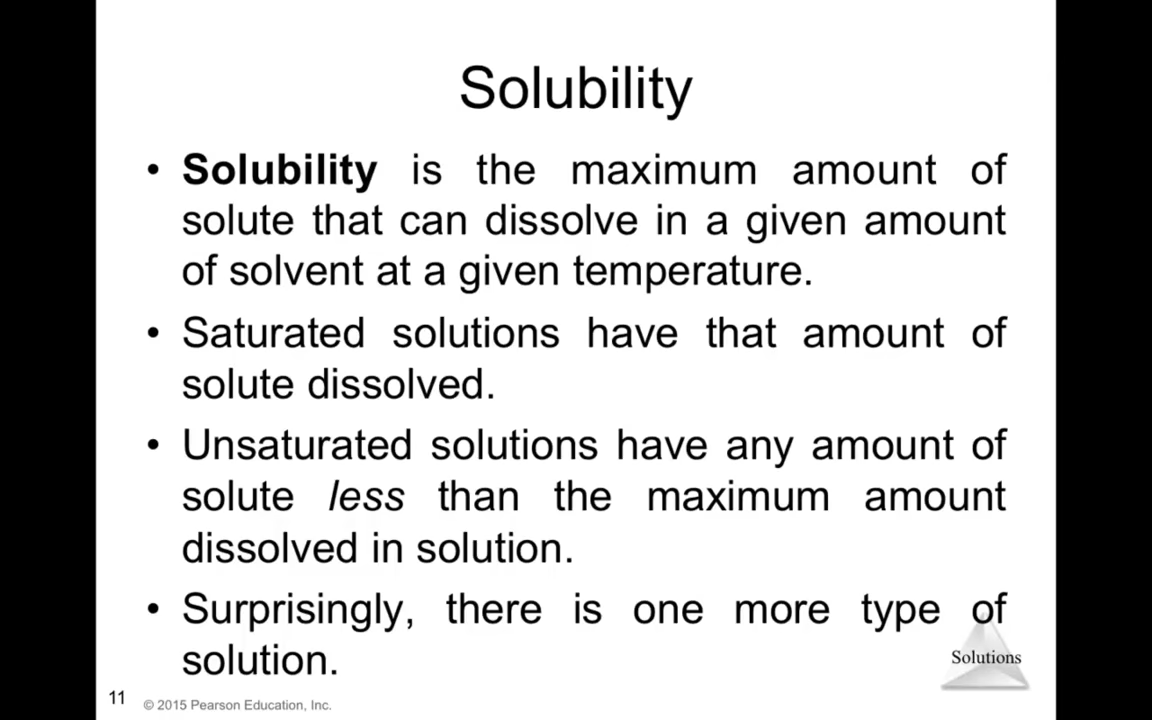 Solubility
• Solubility is the maximum amount of
solute that can dissolve in a given amount
of solvent at a given temperature.
• Saturated solutions have that amount of
solute dissolved.
• Unsaturated solutions have any amount of
solute less than the maximum amount
dissolved in solution.
• Surprisingly, there is one more type of
solution.
Solutions
11
© 2015 Pearson Education, Inc.